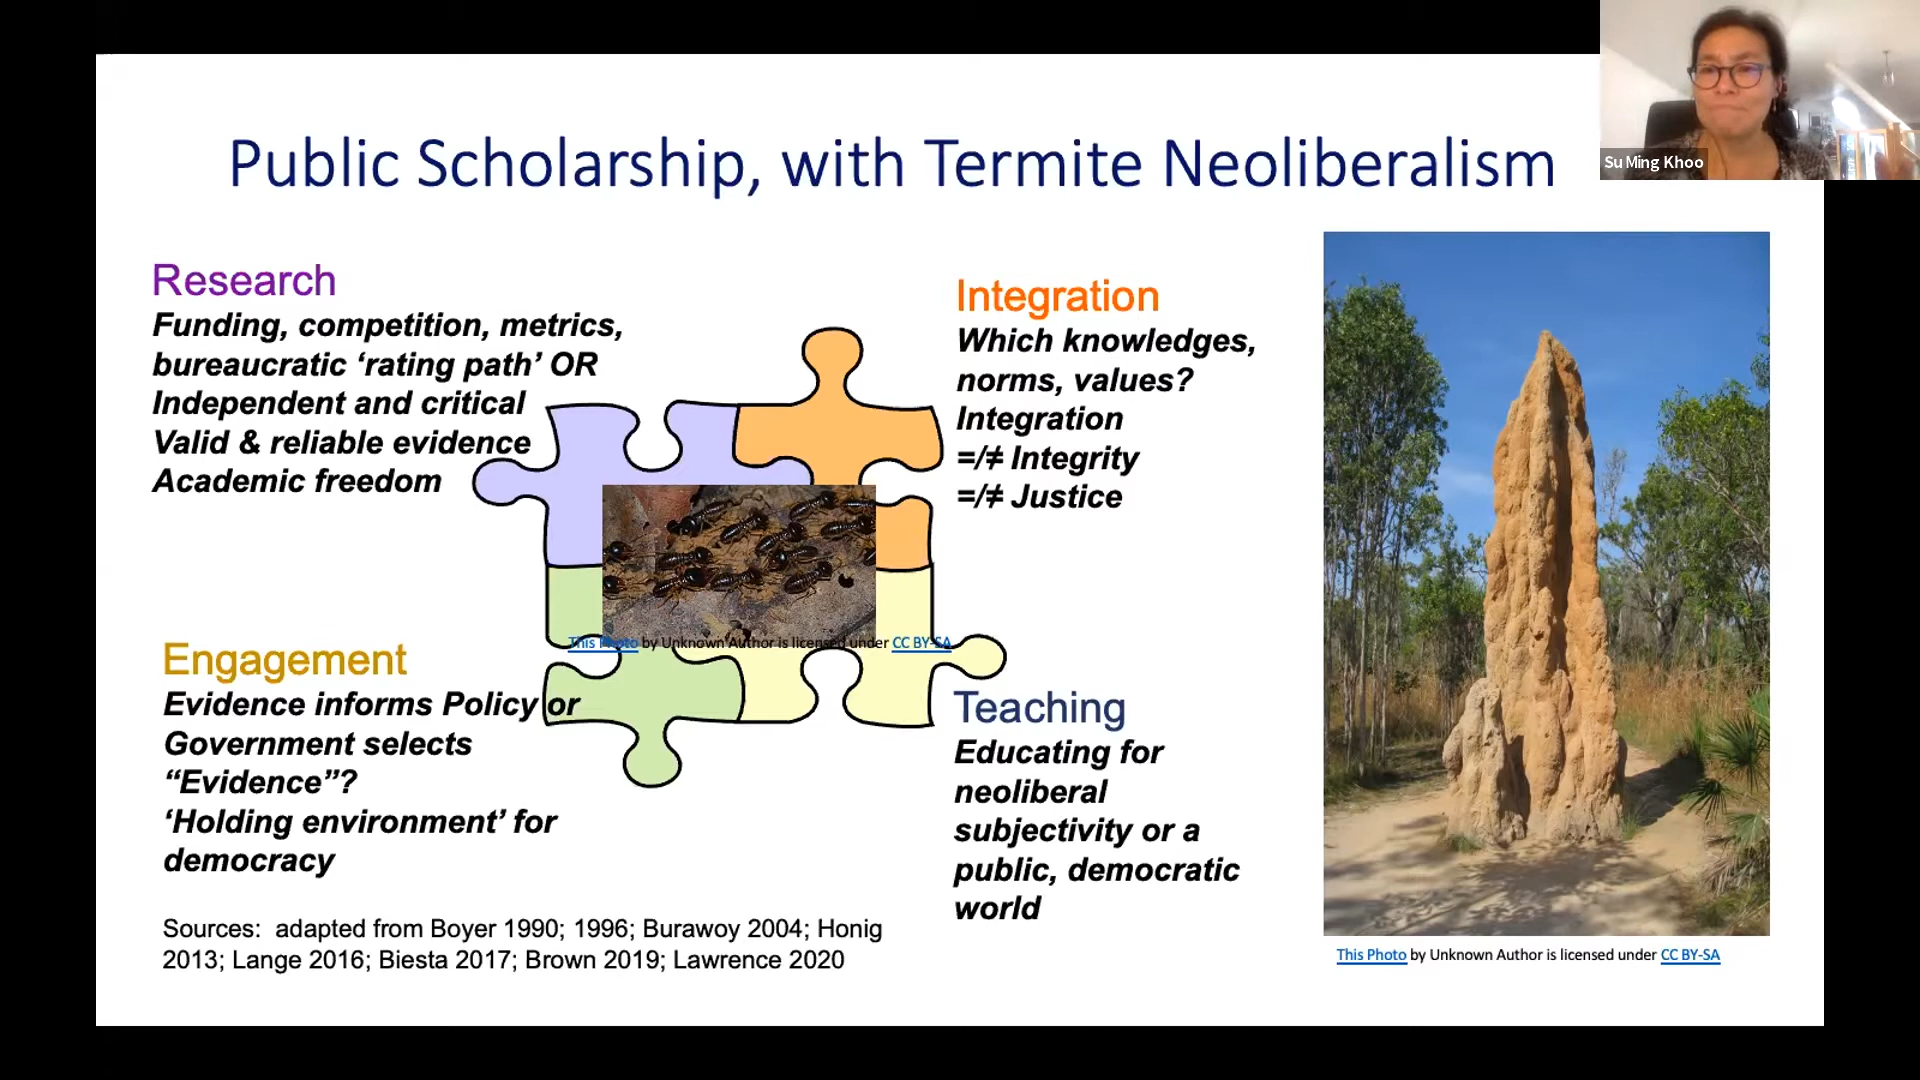 Public Scholarship, with Termite Neoliberalism
Su Ming Khoo
Research
Funding, competition, metrics,
bureaucratic ‘rating path’ OR
Independent and critical
Valid & reliable evidence
Academic freedom
Integration
Which knowledges,
norms, values?
Integration
=/≠ Integrity
=/≠ Justice
This Photo by Unknown Author is licensed under CC BY-SA
Engagement
Evidence informs Policy or
Government selects
“Evidence”?
‘Holding environment’ for
democracy
Teaching
Educating for
neoliberal
subjectivity or a
public, democratic
world
Sources:  adapted from Boyer 1990; 1996; Burawoy 2004; Honig
2013; Lange 2016; Biesta 2017; Brown 2019; Lawrence 2020
This Photo by Unknown Author is licensed under CC BY-SA